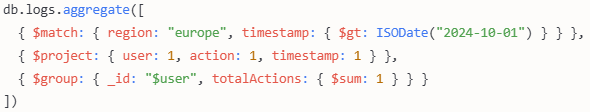 db.logs.aggregate([
  { $match: { region: "europe", timestamp: { $gt: ISODate("2024-10-01") } } },
  { $project: { user: 1, action: 1, timestamp: 1 } },
  { $group: { _id: "$user", totalActions: { $sum: 1 } } }
])